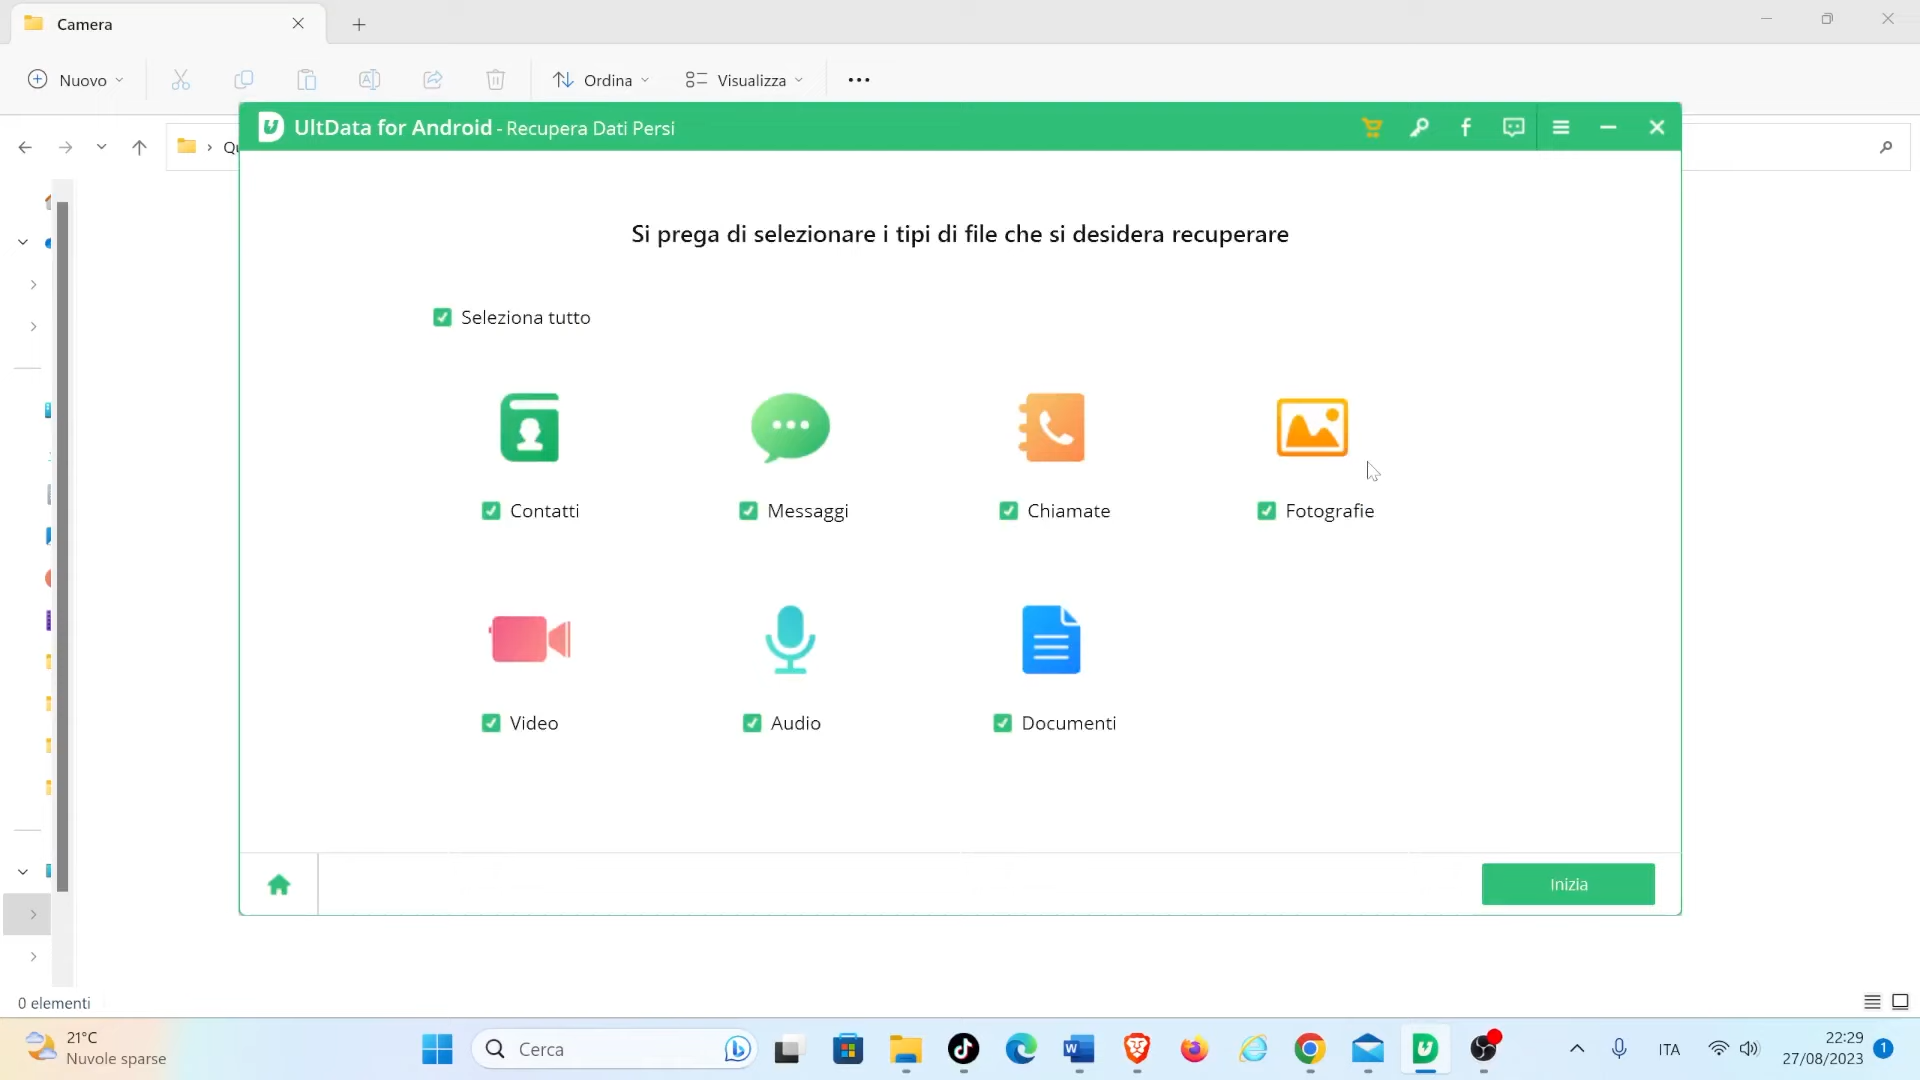 Camera
Nuovo
Ordina
Visualizza
UltData for Android - Recupera Dati Persi
Si prega di selezionare i tipi di file che si desidera recuperare
Seleziona tutto
Contatti
Messaggi
Chiamate
Fotografie
Video
Audio
Documenti
Inizia
0 elementi
21°C
Nuvole sparse
Cerca
ITA
22:29
27/08/2023
1